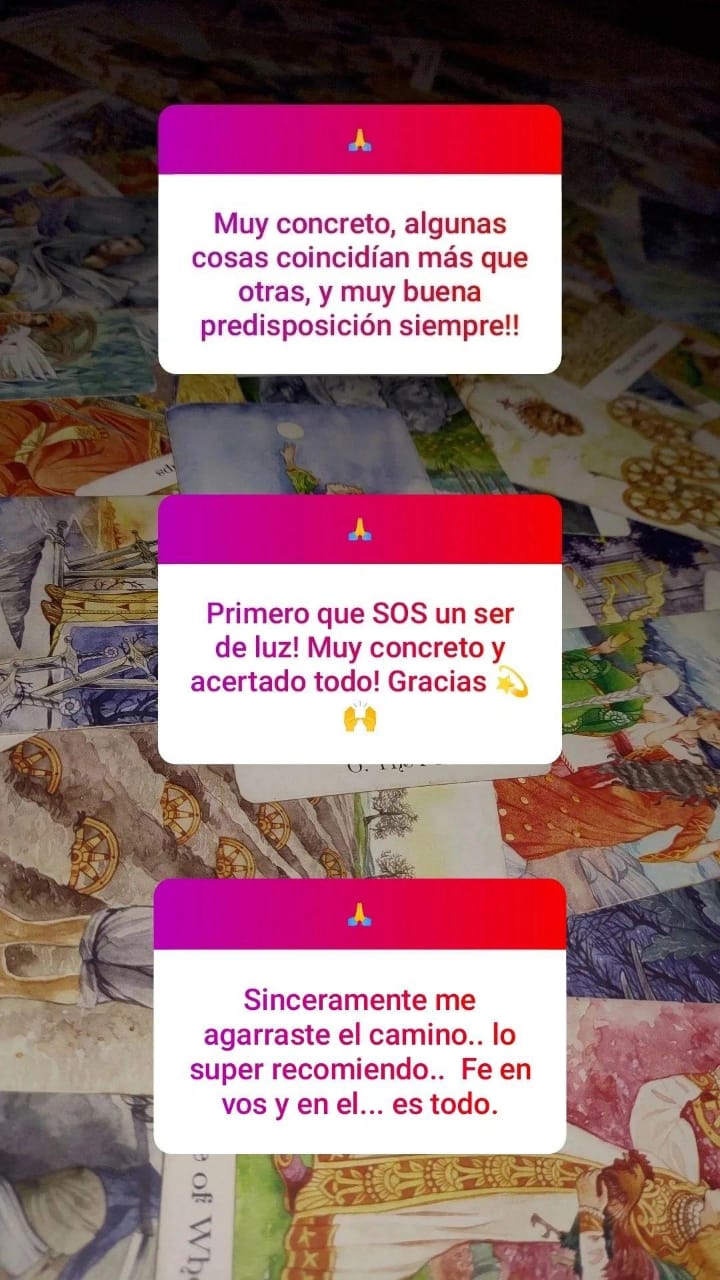 🙏
Muy concreto, algunas
cosas coincidían más que
otras, y muy buena
predisposición siempre!!
🙏
Primero que SOS un ser
de luz! Muy concreto y
acertado todo! Gracias 💫
🙌
🙏
Sinceramente me
agarraste el camino.. lo
super recomiendo..  Fe en
vos y en el... es todo.